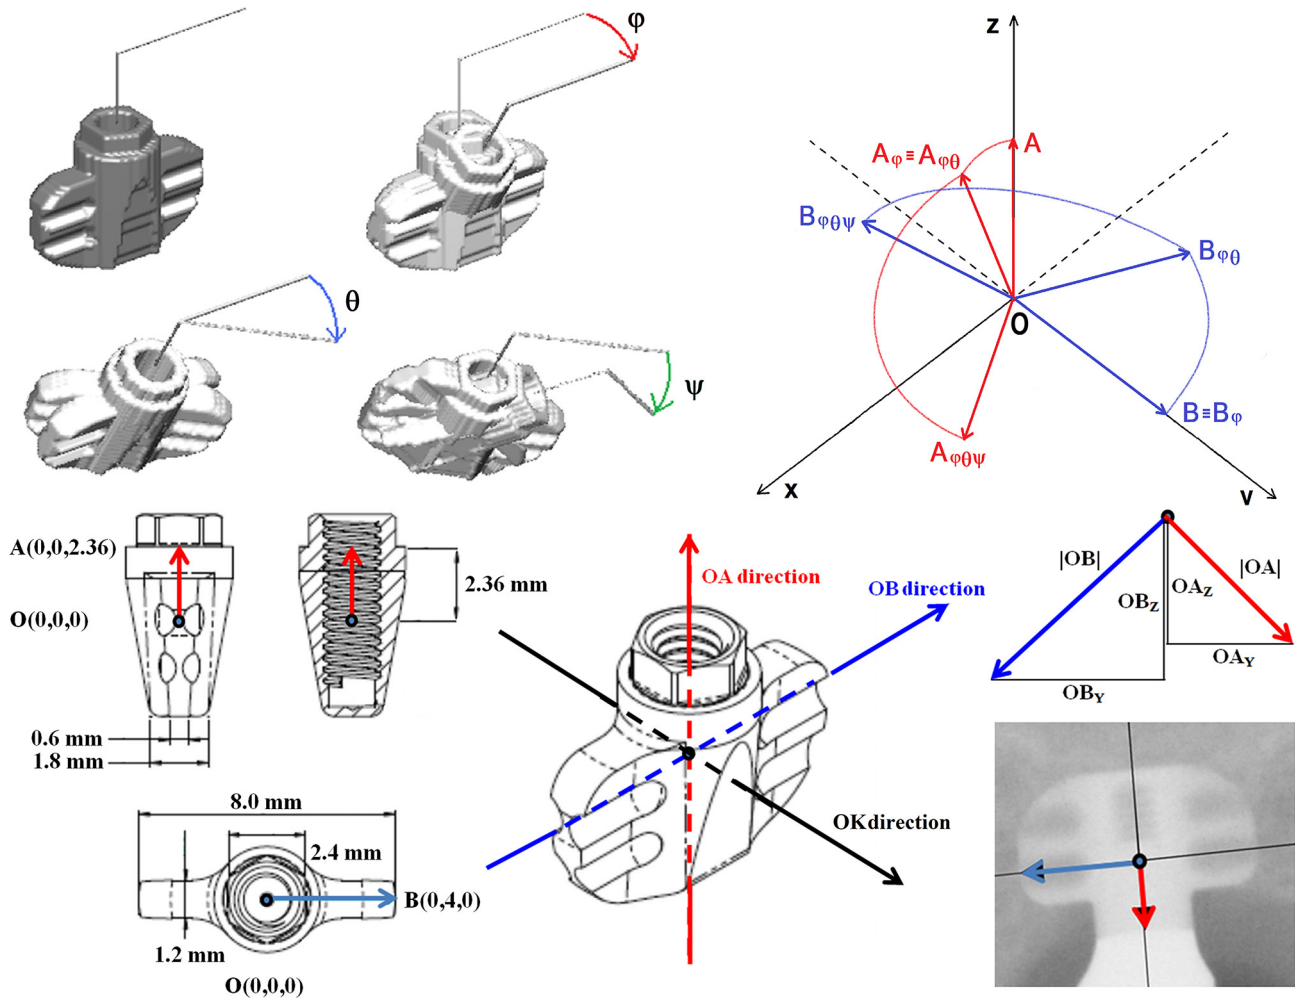 φ
θ
ψ
z
A
Aφ≡Aφθ
Bφθψ
Bφθ
O
B≡Bφ
Aφθψ
x
y
A(0,0,2.36)
O(0,0,0)
2.36 mm
0.6 mm
1.8 mm
8.0 mm
2.4 mm
B(0,4,0)
1.2 mm
O(0,0,0)
OA direction
OB direction
OK direction
|OB|
|OA|
OBZ
OAZ
OAY
OBY